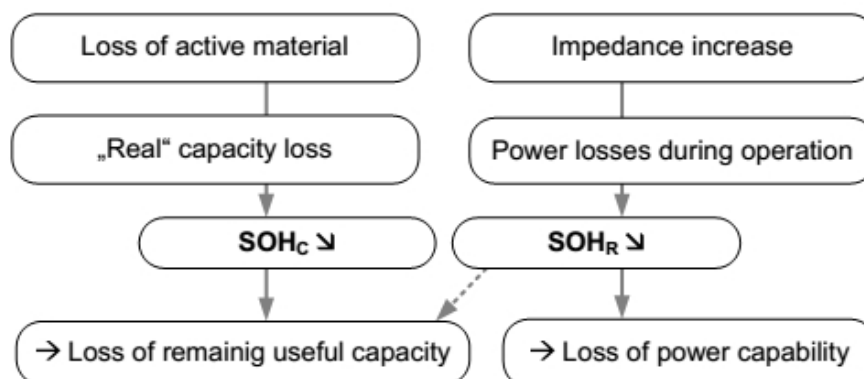 Loss of active material
Impedance increase
„Real“ capacity loss
Power losses during operation
SOHC ↘
SOHR ↘
→ Loss of remainig useful capacity
→ Loss of power capability